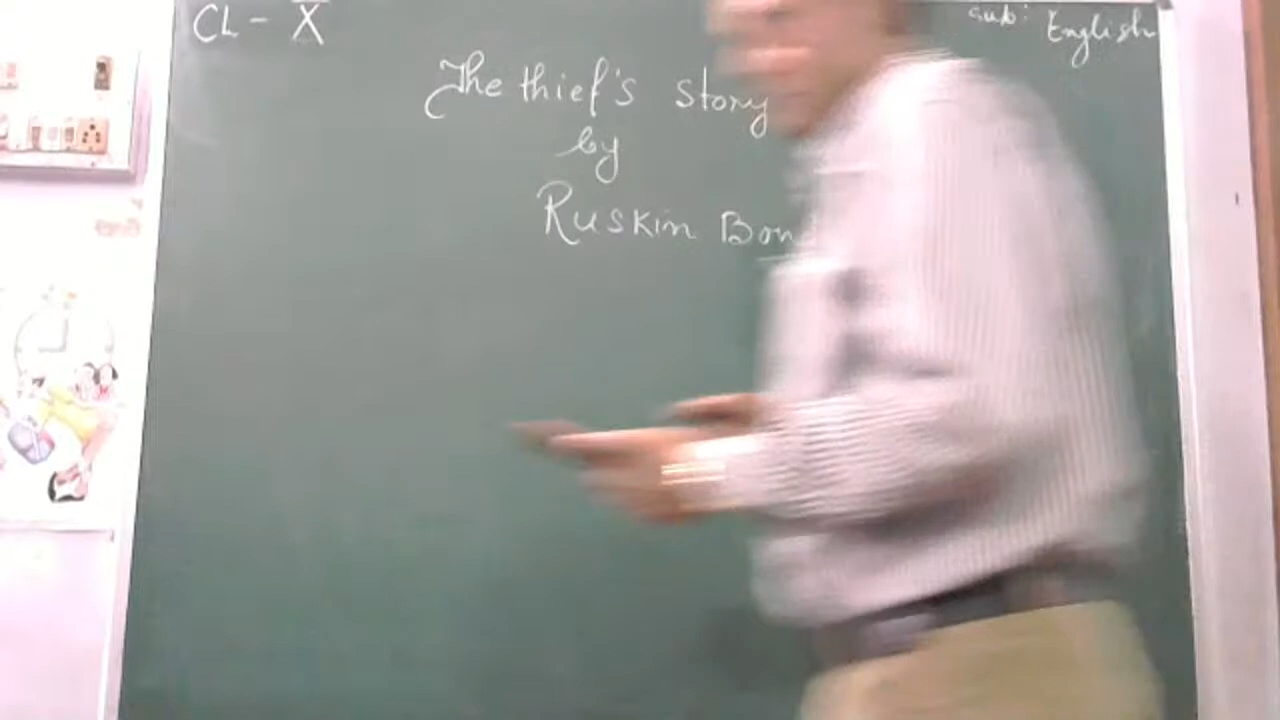 CL - X
Sub: English
The thief's story
by
Ruskin Bond